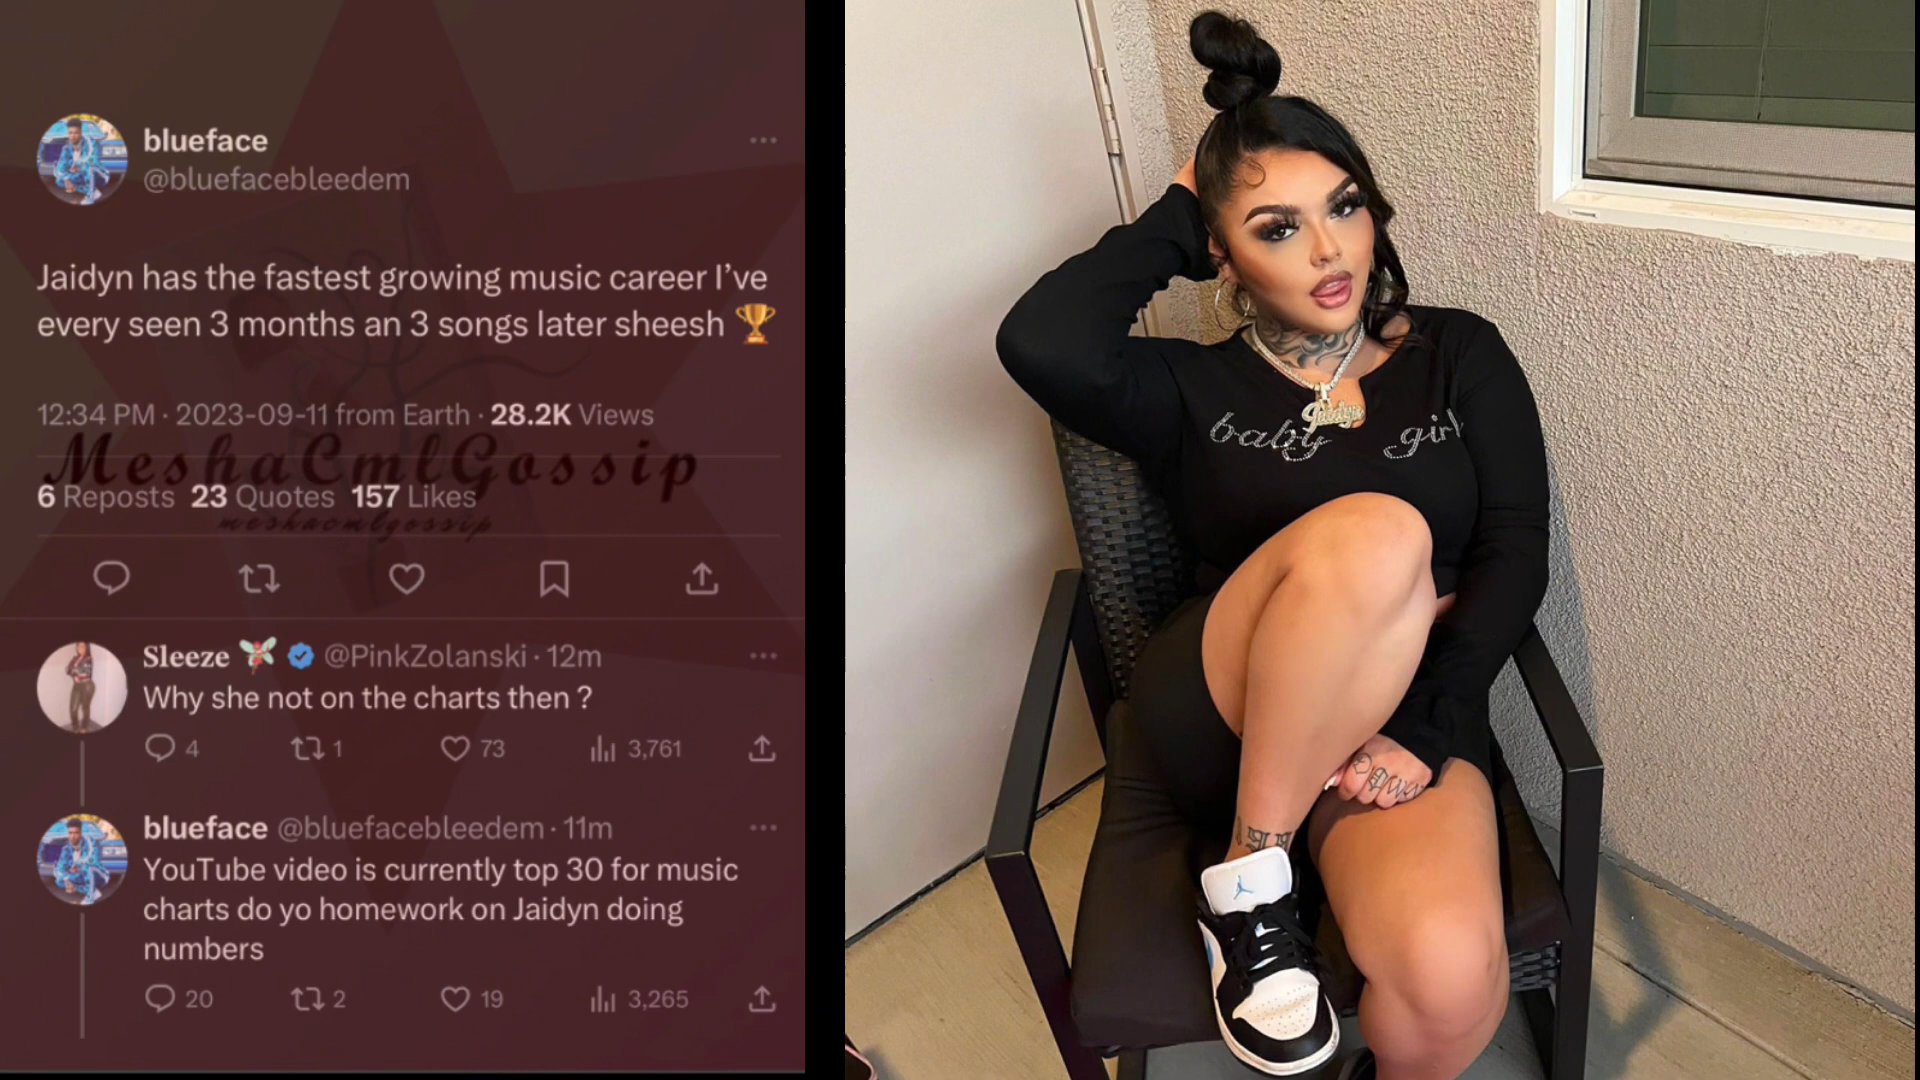 blueface
@bluefacebleedem
Jaidyn has the fastest growing music career I’ve
every seen 3 months an 3 songs later sheesh 🏆
12:34 PM · 2023-09-11 from Earth · 28.2K Views
MeshaCmlGossip
6 Reposts 23 Quotes 157 Likes
meshacmlgossip
Sleeze @PinkZolanski · 12m
Why she not on the charts then ?
4 1 73 3,761
blueface @bluefacebleedem · 11m
YouTube video is currently top 30 for music
charts do yo homework on Jaidyn doing
numbers
20 2 19 3,265
Jaidyn
baby girl